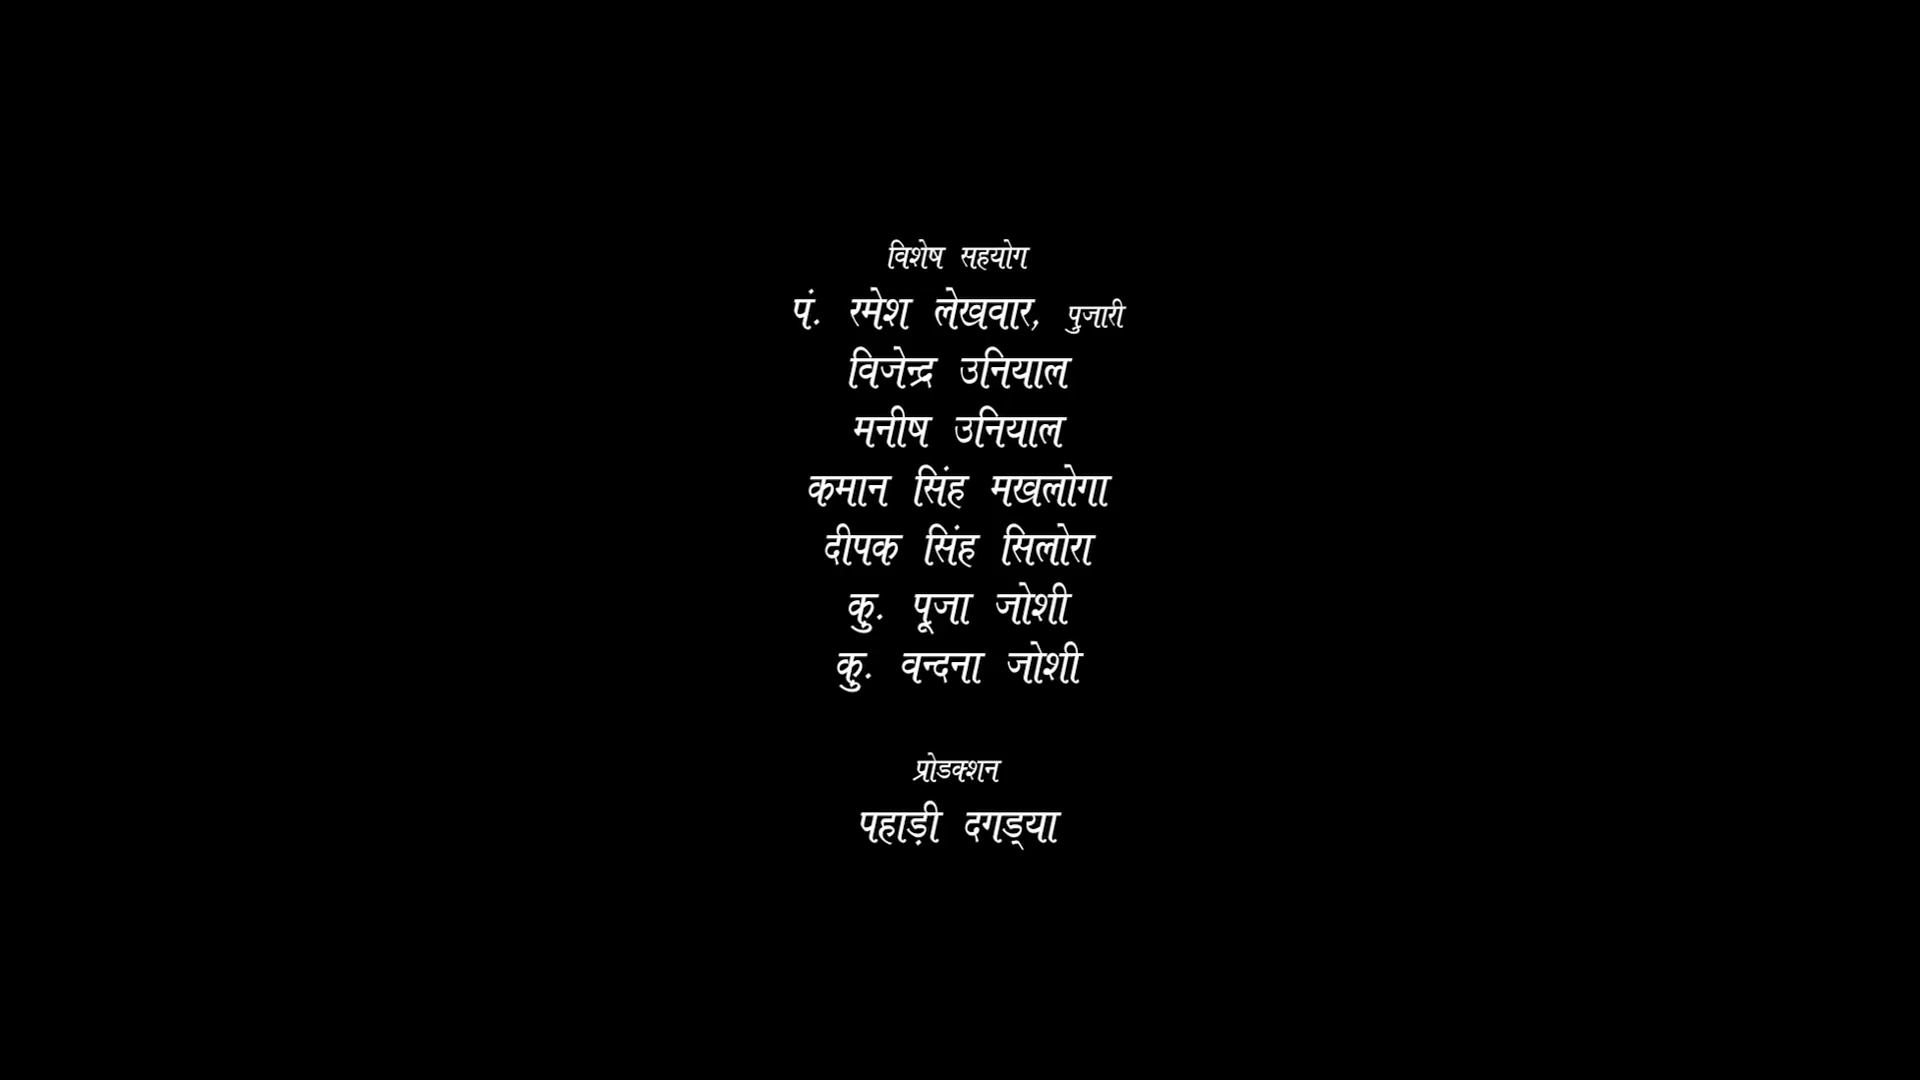 विशेष सहयोग
पं. रमेश लेखवार, पुजारी
विजेन्द्र उनियाल
मनीष उनियाल
कमान सिंह मखलोगा
दीपक सिंह सिलोरा
कु. पूजा जोशी
कु. वन्दना जोशी
प्रोडक्शन
पहाड़ी दगड्या